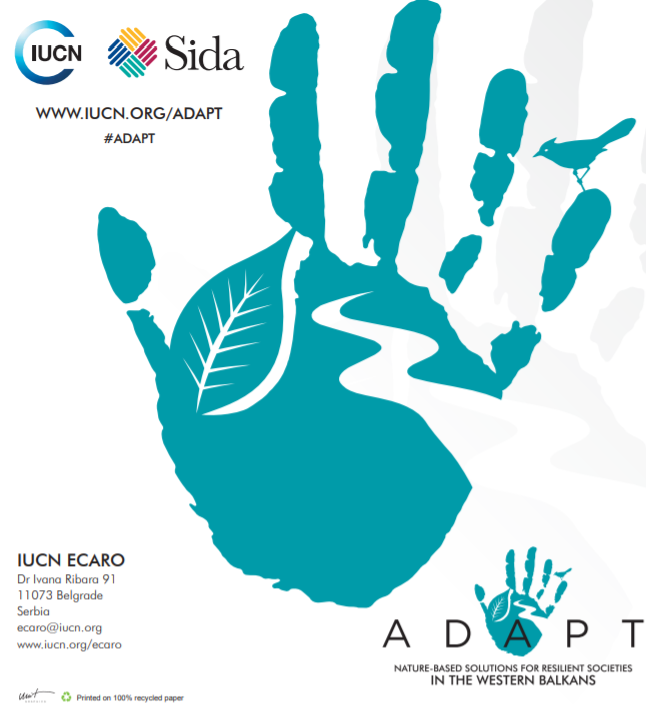 IUCN
Sida
WWW.IUCN.ORG/ADAPT
#ADAPT
IUCN ECARO
Dr Ivana Ribara 91
11073 Belgrade
Serbia
ecaro@iucn.org
www.iucn.org/ecaro
Printed on 100% recycled paper
ADAPT
NATURE-BASED SOLUTIONS FOR RESILIENT SOCIETIES
IN THE WESTERN BALKANS